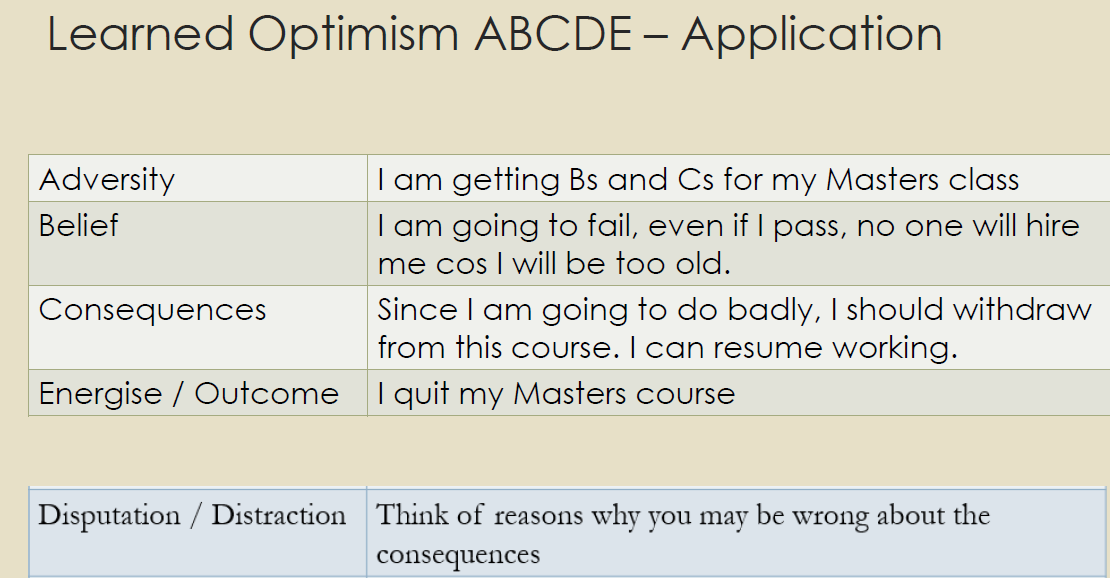 Learned Optimism ABCDE – Application
Adversity
I am getting Bs and Cs for my Masters class
Belief
I am going to fail, even if I pass, no one will hire
me cos I will be too old.
Consequences
Since I am going to do badly, I should withdraw
from this course. I can resume working.
Energise / Outcome
I quit my Masters course
Disputation / Distraction
Think of reasons why you may be wrong about the
consequences